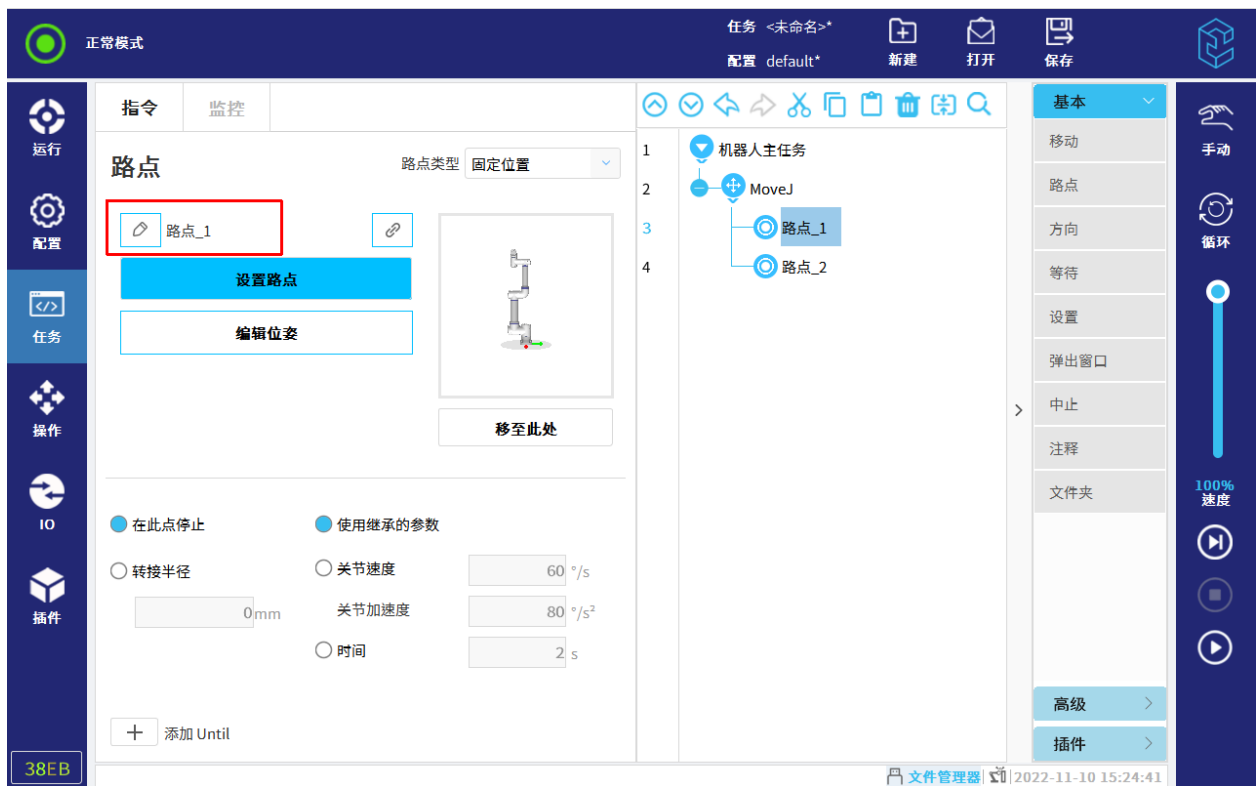 正常模式
任务 <未命名>*
配置 default*
新建
打开
保存
运行
配置
任务
操作
IO
插件
38EB
指令
监控
路点
路点类型 固定位置
路点_1
设置路点
编辑位姿
移至此处
在此点停止
使用继承的参数
转接半径
0mm
关节速度 60 °/s
关节加速度 80 °/s²
时间 2 s
添加 Until
1 机器人主任务
2 MoveJ
3 路点_1
4 路点_2
基本
移动
路点
方向
等待
设置
弹出窗口
中止
注释
文件夹
高级
插件
手动
循环
100%
速度
文件管理器
2022-11-10 15:24:41